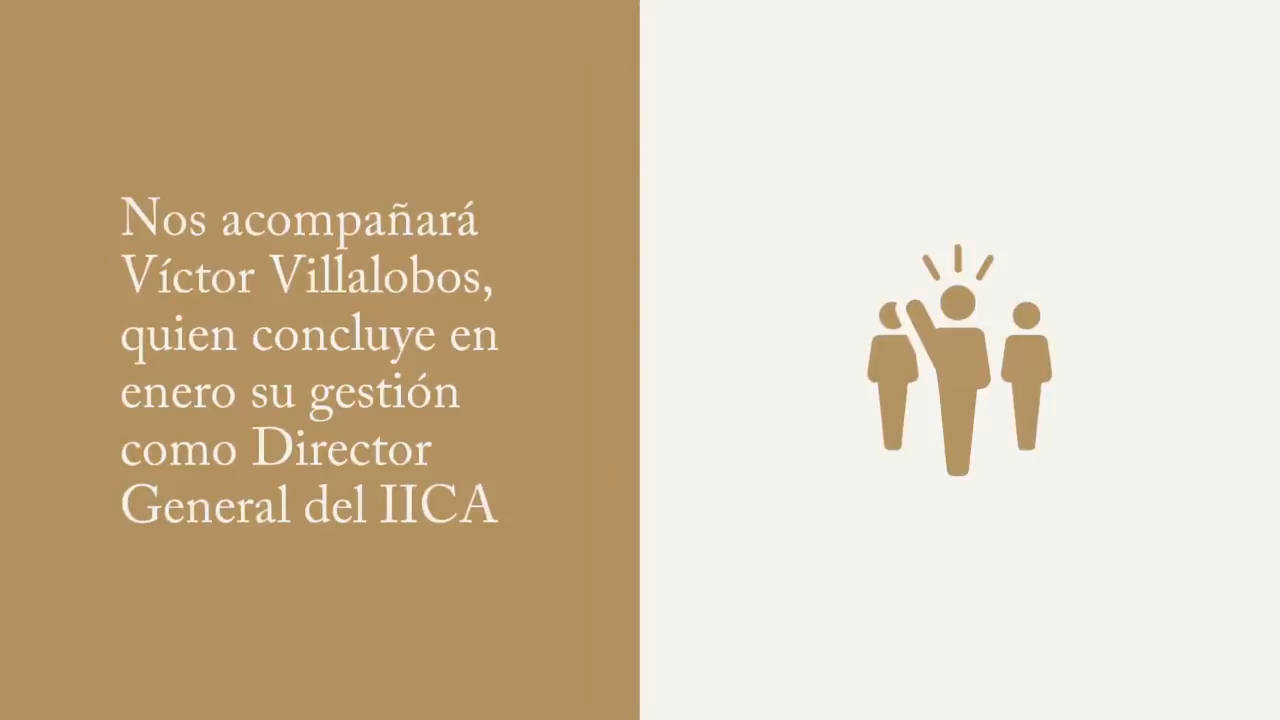 Nos acompañará
Víctor Villalobos,
quien concluye en
enero su gestión
como Director
General del IICA